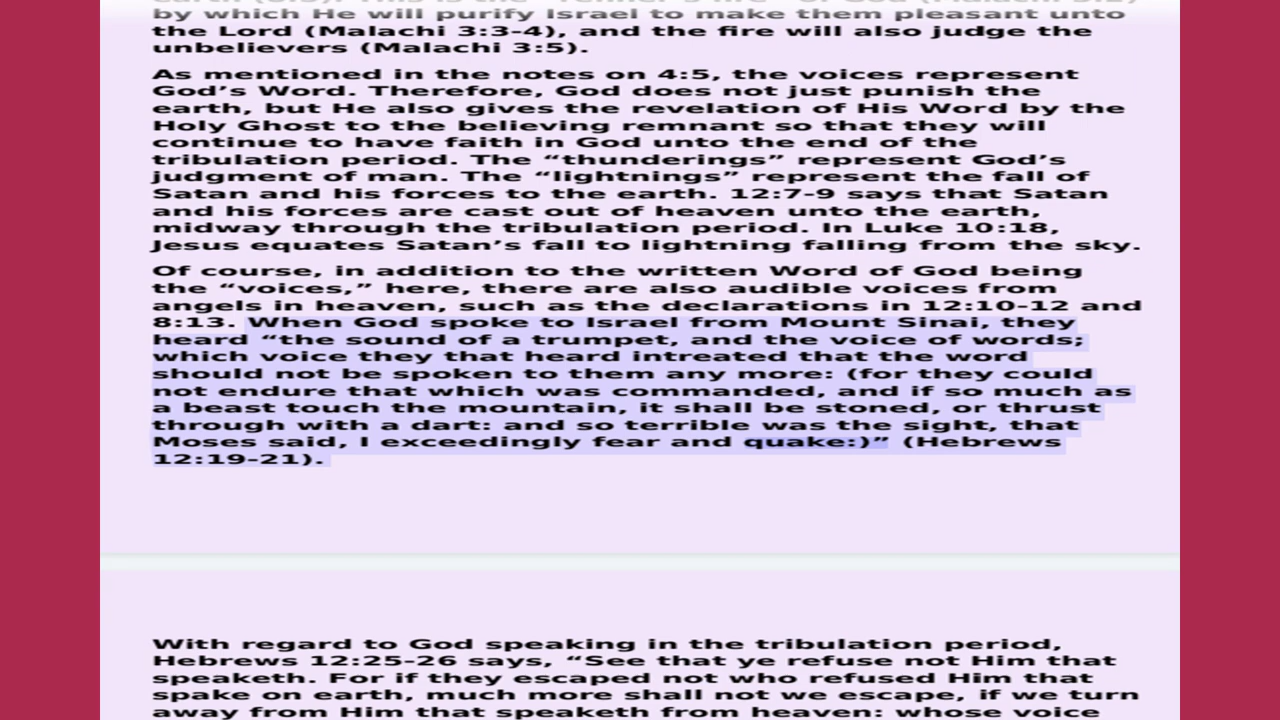 by which He will purify Israel to make them pleasant unto
the Lord (Malachi 3:3-4), and the fire will also judge the
unbelievers (Malachi 3:5).
As mentioned in the notes on 4:5, the voices represent
God’s Word. Therefore, God does not just punish the
earth, but He also gives the revelation of His Word by the
Holy Ghost to the believing remnant so that they will
continue to have faith in God unto the end of the
tribulation period. The “thunderings” represent God’s
judgment of man. The “lightnings” represent the fall of
Satan and his forces to the earth. 12:7-9 says that Satan
and his forces are cast out of heaven unto the earth,
midway through the tribulation period. In Luke 10:18,
Jesus equates Satan’s fall to lightning falling from the sky.
Of course, in addition to the written Word of God being
the “voices,” here, there are also audible voices from
angels in heaven, such as the declarations in 12:10-12 and
8:13. When God spoke to Israel from Mount Sinai, they
heard “the sound of a trumpet, and the voice of words;
which voice they that heard intreated that the word
should not be spoken to them any more: (for they could
not endure that which was commanded, and if so much as
a beast touch the mountain, it shall be stoned, or thrust
through with a dart: and so terrible was the sight, that
Moses said, I exceedingly fear and quake:)” (Hebrews
12:19-21).
With regard to God speaking in the tribulation period,
Hebrews 12:25-26 says, “See that ye refuse not Him that
speaketh. For if they escaped not who refused Him that
spake on earth, much more shall not we escape, if we turn
away from Him that speaketh from heaven: whose voice